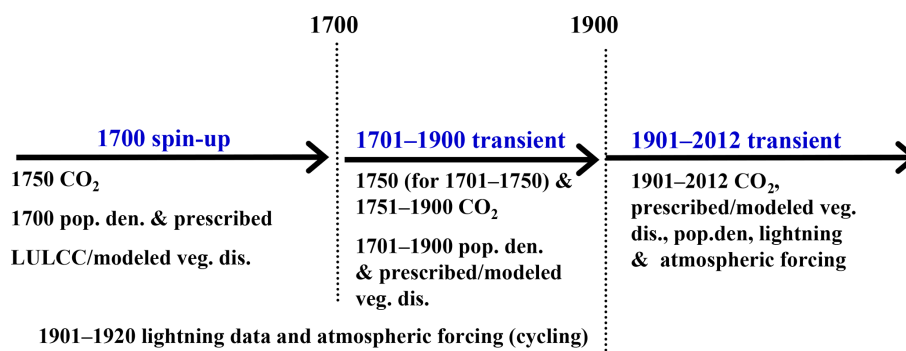 1700
1900
1700 spin-up
1750 CO₂
1700 pop. den. & prescribed
LULCC/modeled veg. dis.
1701–1900 transient
1750 (for 1701–1750) &
1751–1900 CO₂
1701–1900 pop. den.
& prescribed/modeled
veg. dis.
1901–2012 transient
1901–2012 CO₂,
prescribed/modeled veg.
dis., pop.den, lightning
& atmospheric forcing
1901–1920 lightning data and atmospheric forcing (cycling)